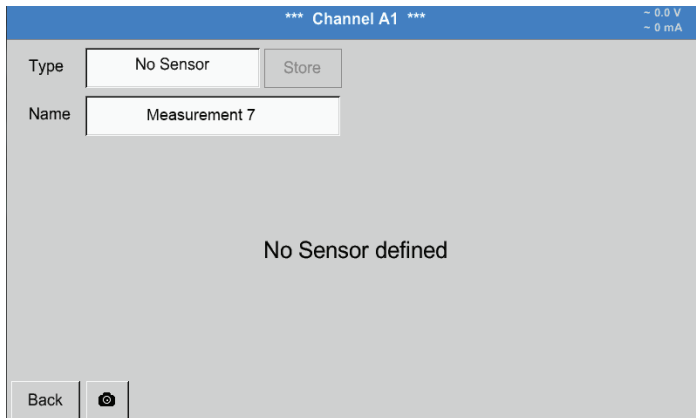 *** Channel A1 ***
~ 0.0 V
~ 0 mA
Type No Sensor Store
Name Measurement 7
No Sensor defined
Back